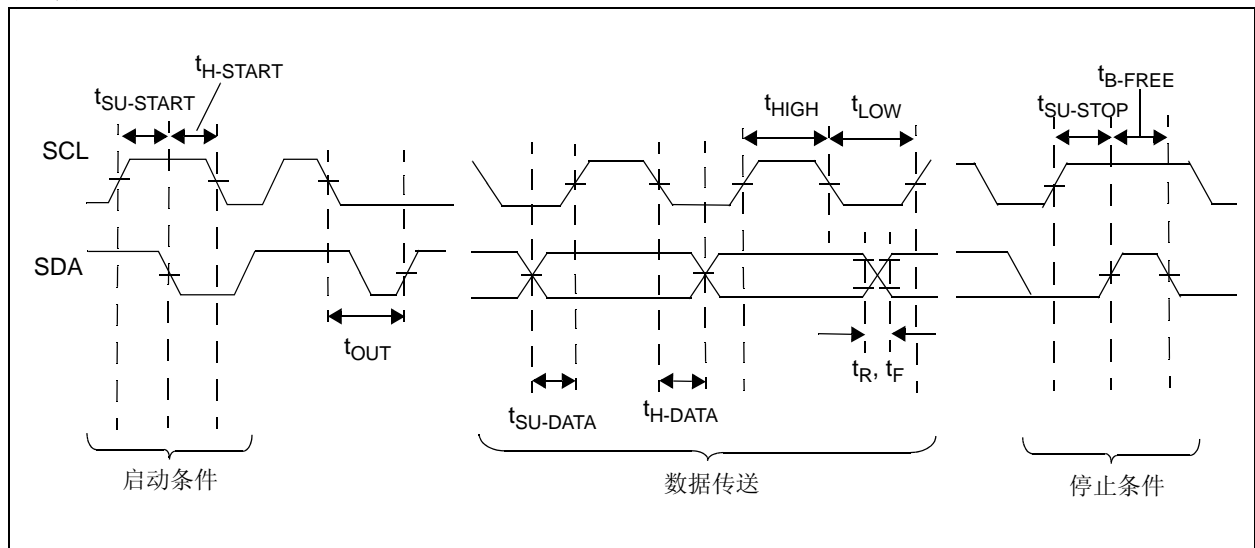 tH-START
tSU-START
SCL
SDA
tOUT
启动条件
tHIGH
tLOW
tSU-DATA
tH-DATA
tR, tF
数据传送
tB-FREE
tSU-STOP
停止条件